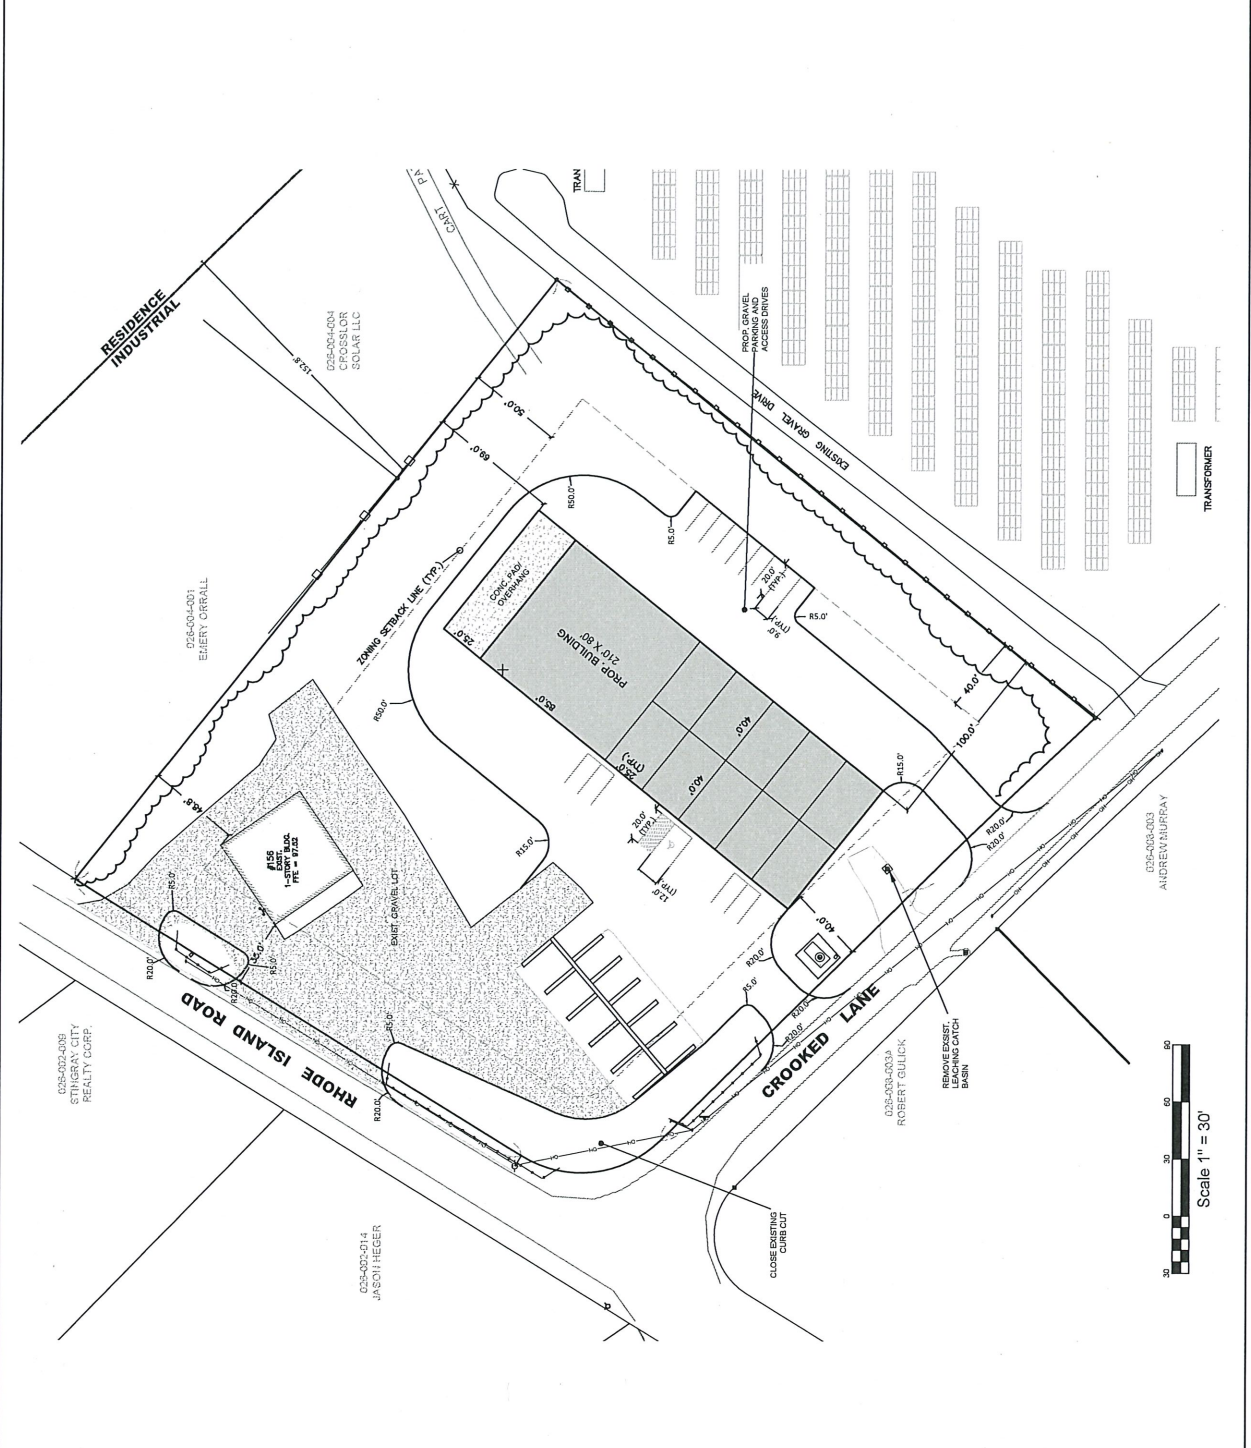 RESIDENCE
INDUSTRIAL
152.8'
026-004-004
CROSSLOR
SOLAR LLC
CART PA
TRAN
026-004-001
EMERY ORRALL
50.0'
69.0'
ZONING SETBACK LINE (TYP.)
R50.0'
R5.0'
PROP. GRAVEL
PARKING AND
ACCESS DRIVES
EXISTING GRAVEL DRIVE
TRANSFORMER
CONC. PAD/
OVERHANG
25.0'
PROP. BUILDING
210' X 80'
85.0'
R50.0'
20.0'
(TYP.)
9.0'
(TYP.)
R5.0'
40.0'
100.0'
48.8'
#156
EXIST.
1-STORY BLDG.
FFE = 97.52
EXIST. GRAVEL LOT
R15.0'
25.0'
(TYP.)
40.0'
40.0'
20.0'
(TYP.)
12.0'
(TYP.)
R15.0'
R20.0'
R20.0'
R5.0'
R20.0'
R5.0'
R20.0'
RHODE ISLAND ROAD
R5.0'
R20.0'
026-002-009
STINGRAY CITY
REALTY CORP.
40.0'
R20.0'
R5.0'
R20.0'
R20.0'
CROOKED LANE
REMOVE EXSIST.
LEACHING CATCH
BASIN
026-003-003
ANDREW MURRAY
026-003-003A
ROBERT GULICK
026-002-014
JASON HEGER
CLOSE EXISTING
CURB CUT
30 0 30 60 90
Scale 1" = 30'